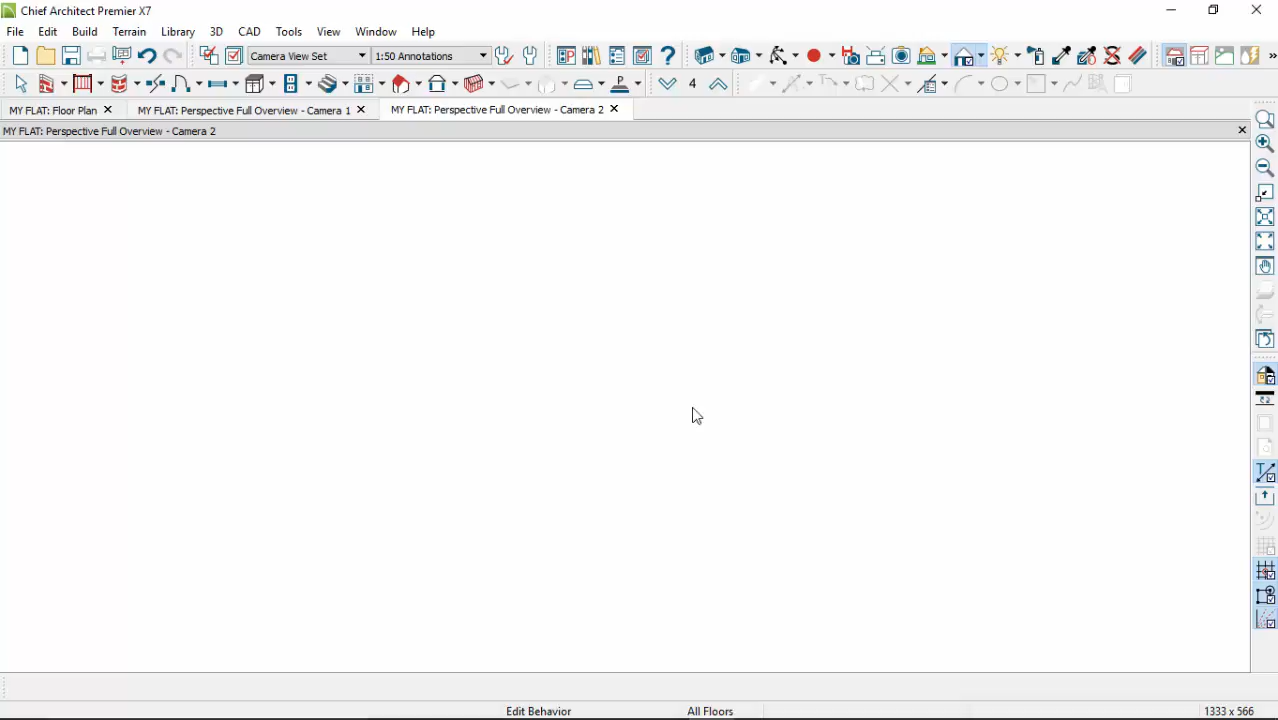 Chief Architect Premier X7
File Edit Build Terrain Library 3D CAD Tools View Window Help
Camera View Set 1:50 Annotations
4
MY FLAT: Floor Plan MY FLAT: Perspective Full Overview - Camera 1 MY FLAT: Perspective Full Overview - Camera 2
MY FLAT: Perspective Full Overview - Camera 2
Edit Behavior All Floors 1333 x 566